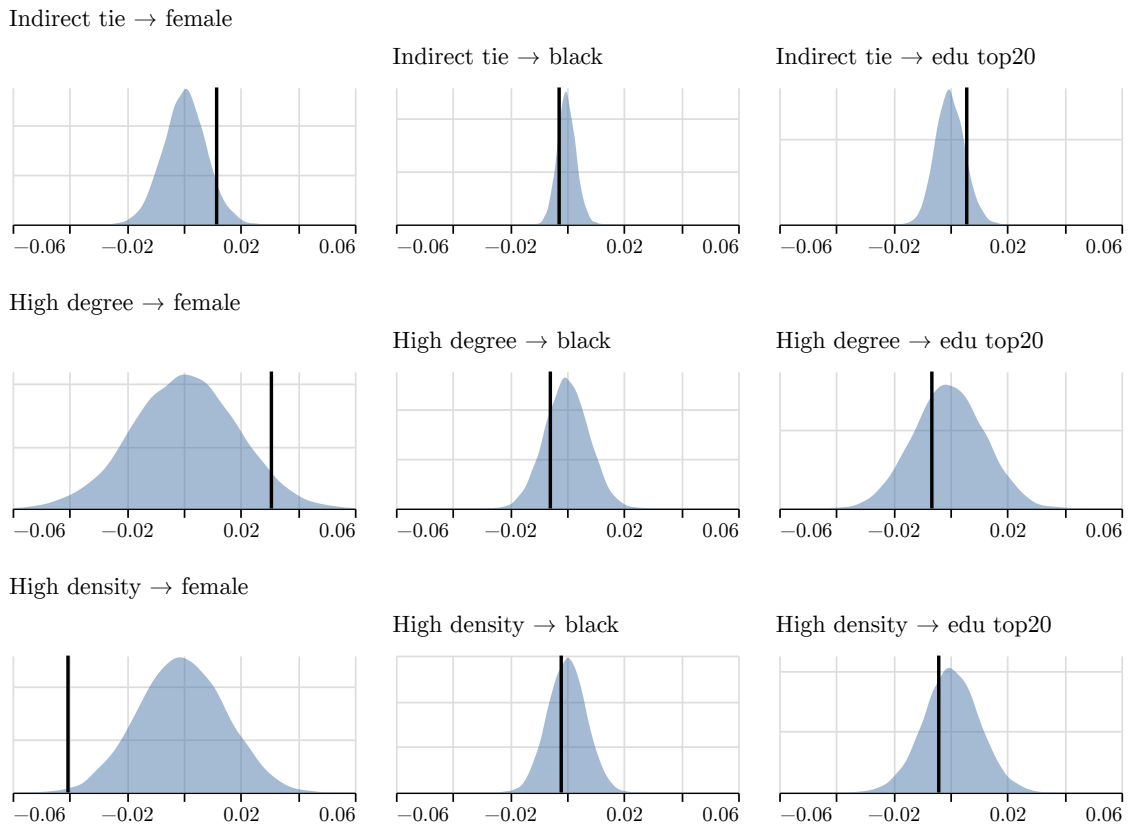 Indirect tie → female
Indirect tie → black
Indirect tie → edu top20
−0.06 −0.02 0.02 0.06
−0.06 −0.02 0.02 0.06
−0.06 −0.02 0.02 0.06
High degree → female
High degree → black
High degree → edu top20
−0.06 −0.02 0.02 0.06
−0.06 −0.02 0.02 0.06
−0.06 −0.02 0.02 0.06
High density → female
High density → black
High density → edu top20
−0.06 −0.02 0.02 0.06
−0.06 −0.02 0.02 0.06
−0.06 −0.02 0.02 0.06